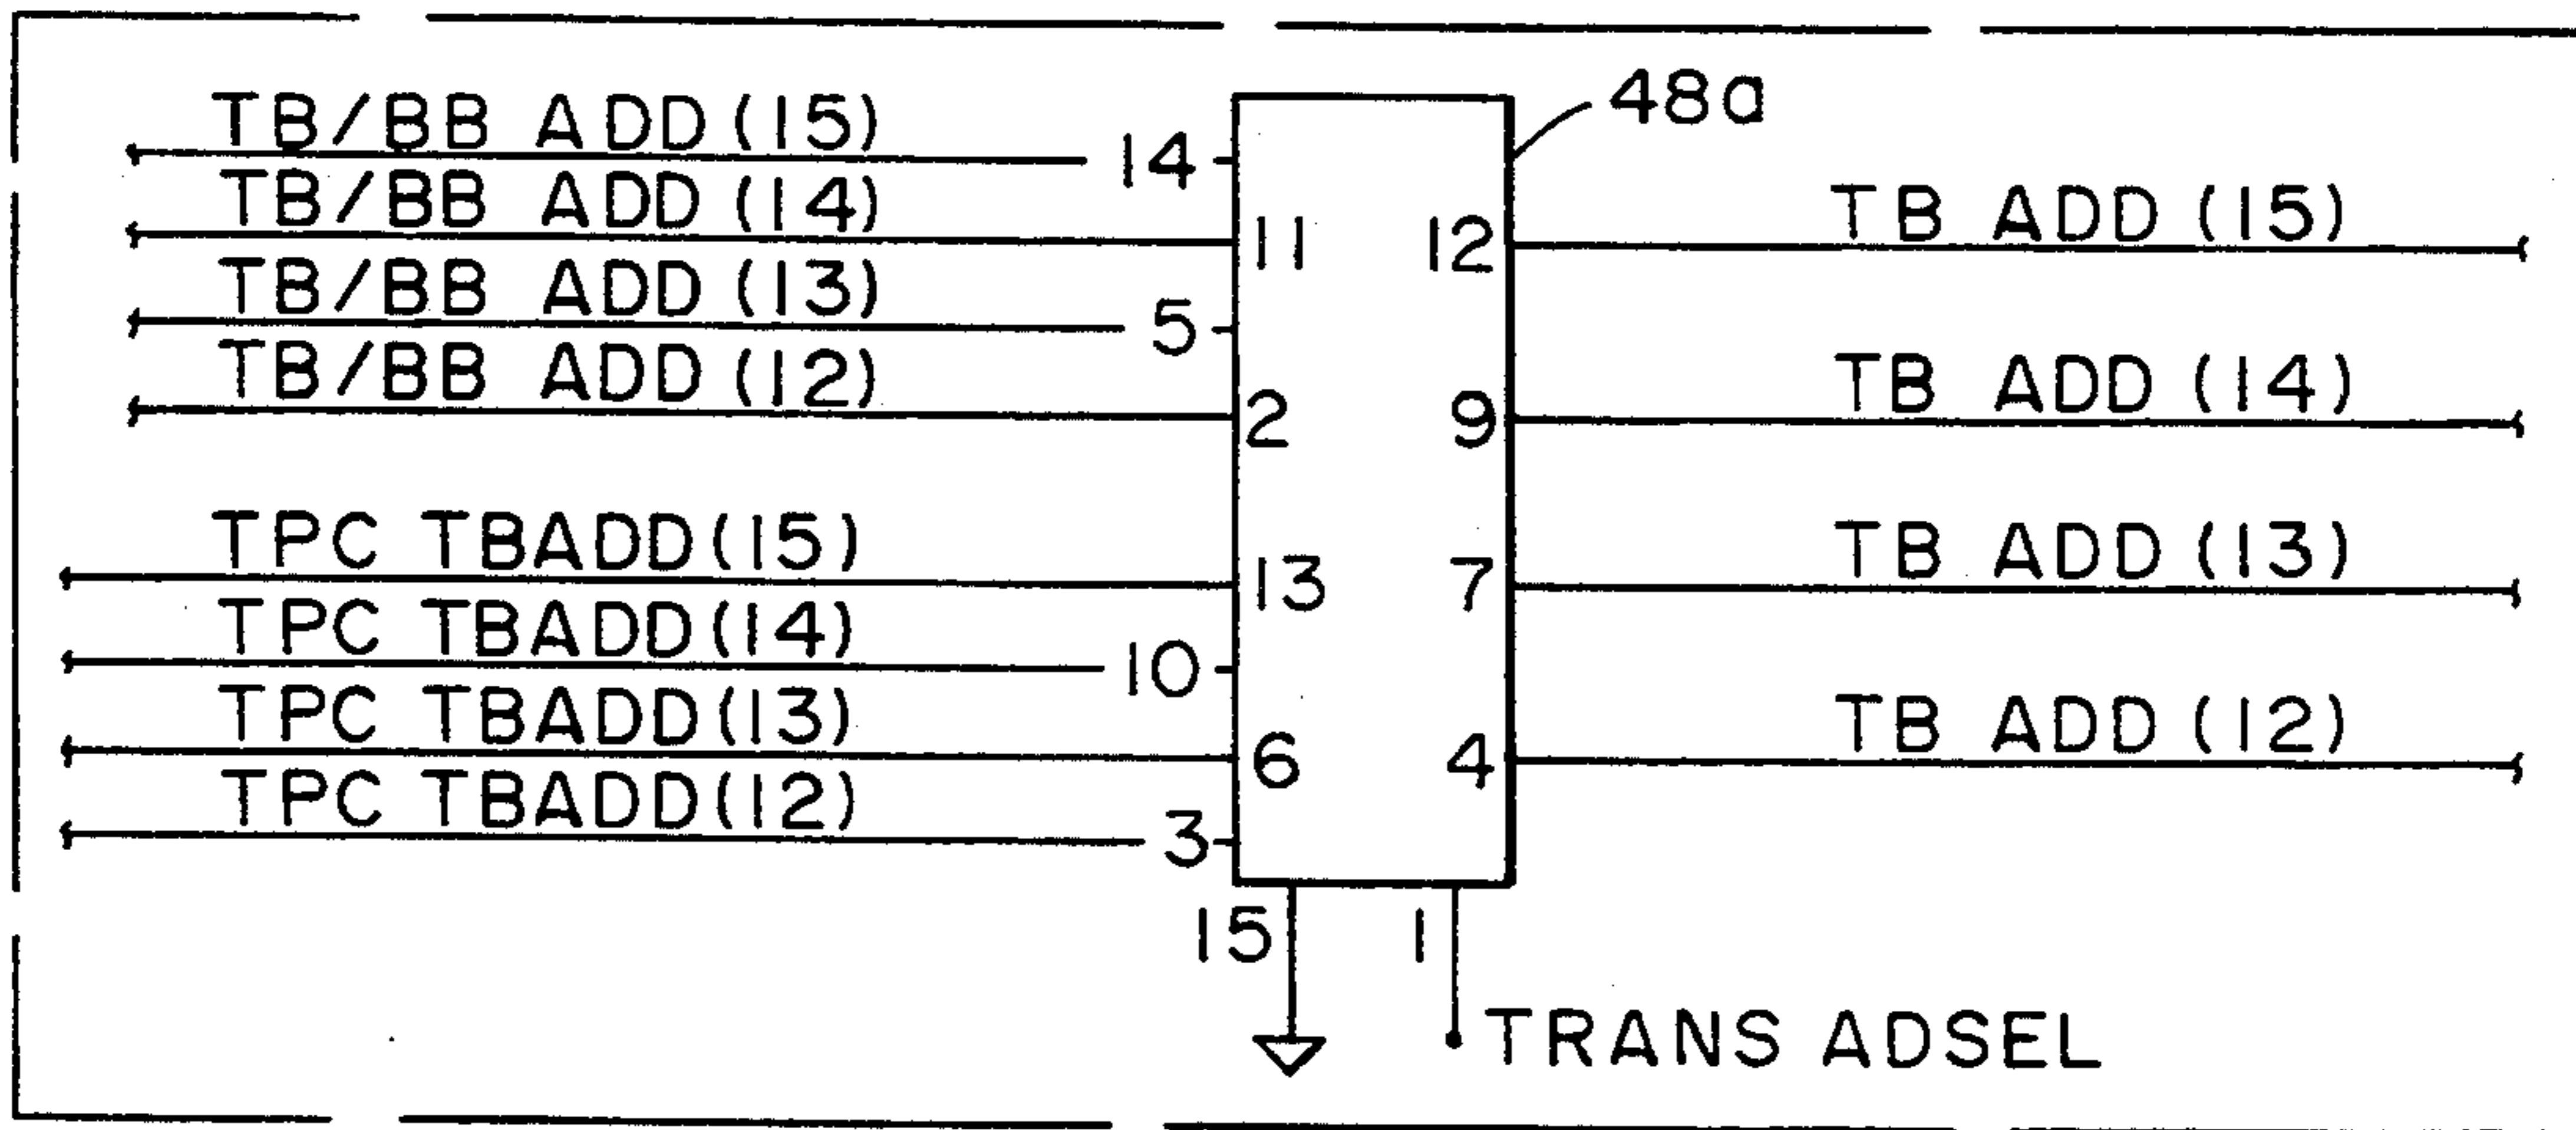 48a
TB/BB ADD (15)
14
TB/BB ADD (14)
11
12
TB ADD (15)
TB/BB ADD (13)
5
TB/BB ADD (12)
2
9
TB ADD (14)
TPC TBADD (15)
13
7
TB ADD (13)
TPC TBADD (14)
10
TPC TBADD (13)
6
4
TB ADD (12)
TPC TBADD (12)
3
15
1
TRANS ADSEL